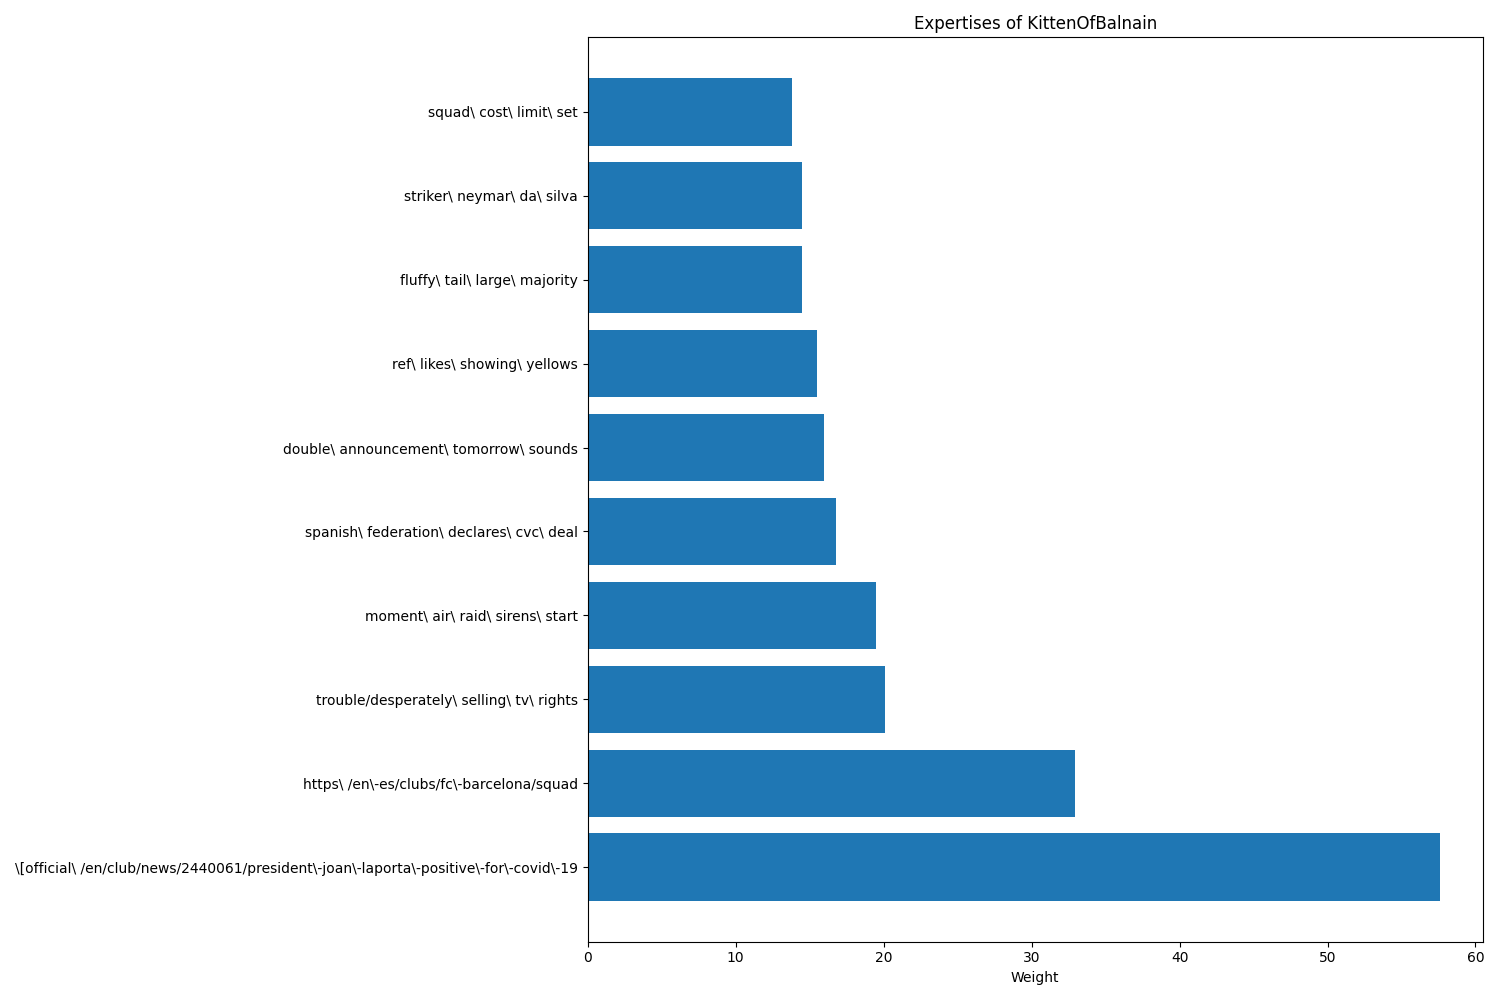 Expertises of KittenOfBalnain
squad\ cost\ limit\ set
striker\ neymar\ da\ silva
fluffy\ tail\ large\ majority
ref\ likes\ showing\ yellows
double\ announcement\ tomorrow\ sounds
spanish\ federation\ declares\ cvc\ deal
moment\ air\ raid\ sirens\ start
trouble/desperately\ selling\ tv\ rights
https\ /en\-es/clubs/fc\-barcelona/squad
\[official\ /en/club/news/2440061/president\-joan\-laporta\-positive\-for\-covid\-19
0 10 20 30 40 50 60
Weight